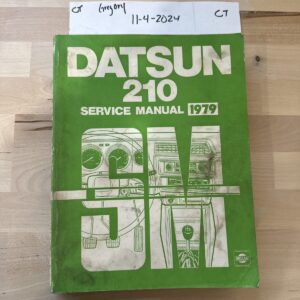 CT Gregory CT
11-4-2024
DATSUN
210
SERVICE MANUAL 1979
SM